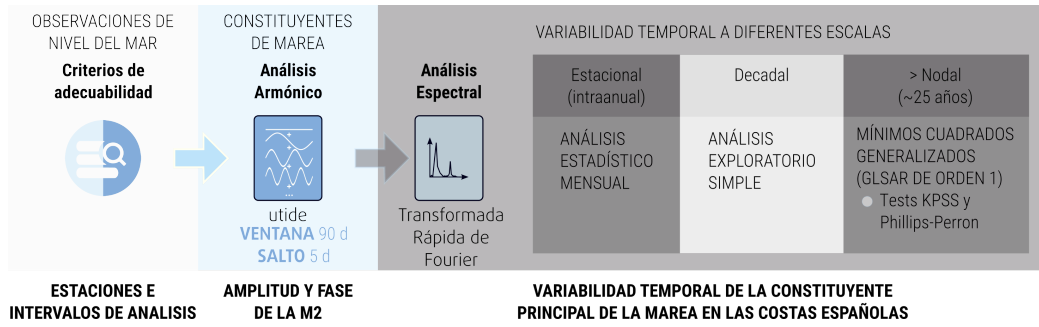 OBSERVACIONES DE
NIVEL DEL MAR
Criterios de
adecuabilidad
CONSTITUYENTES
DE MAREA
Análisis
Armónico
utide
VENTANA 90 d
SALTO 5 d
Análisis
Espectral
Transformada
Rápida de
Fourier
VARIABILIDAD TEMPORAL A DIFERENTES ESCALAS
Estacional
(intraanual)
ANÁLISIS
ESTADÍSTICO
MENSUAL
Decadal
ANÁLISIS
EXPLORATORIO
SIMPLE
> Nodal
(~25 años)
MÍNIMOS CUADRADOS
GENERALIZADOS
(GLSAR DE ORDEN 1)
Tests KPSS y
Phillips-Perron
ESTACIONES E
INTERVALOS DE ANALISIS
AMPLITUD Y FASE
DE LA M2
VARIABILIDAD TEMPORAL DE LA CONSTITUYENTE
PRINCIPAL DE LA MAREA EN LAS COSTAS ESPAÑOLAS